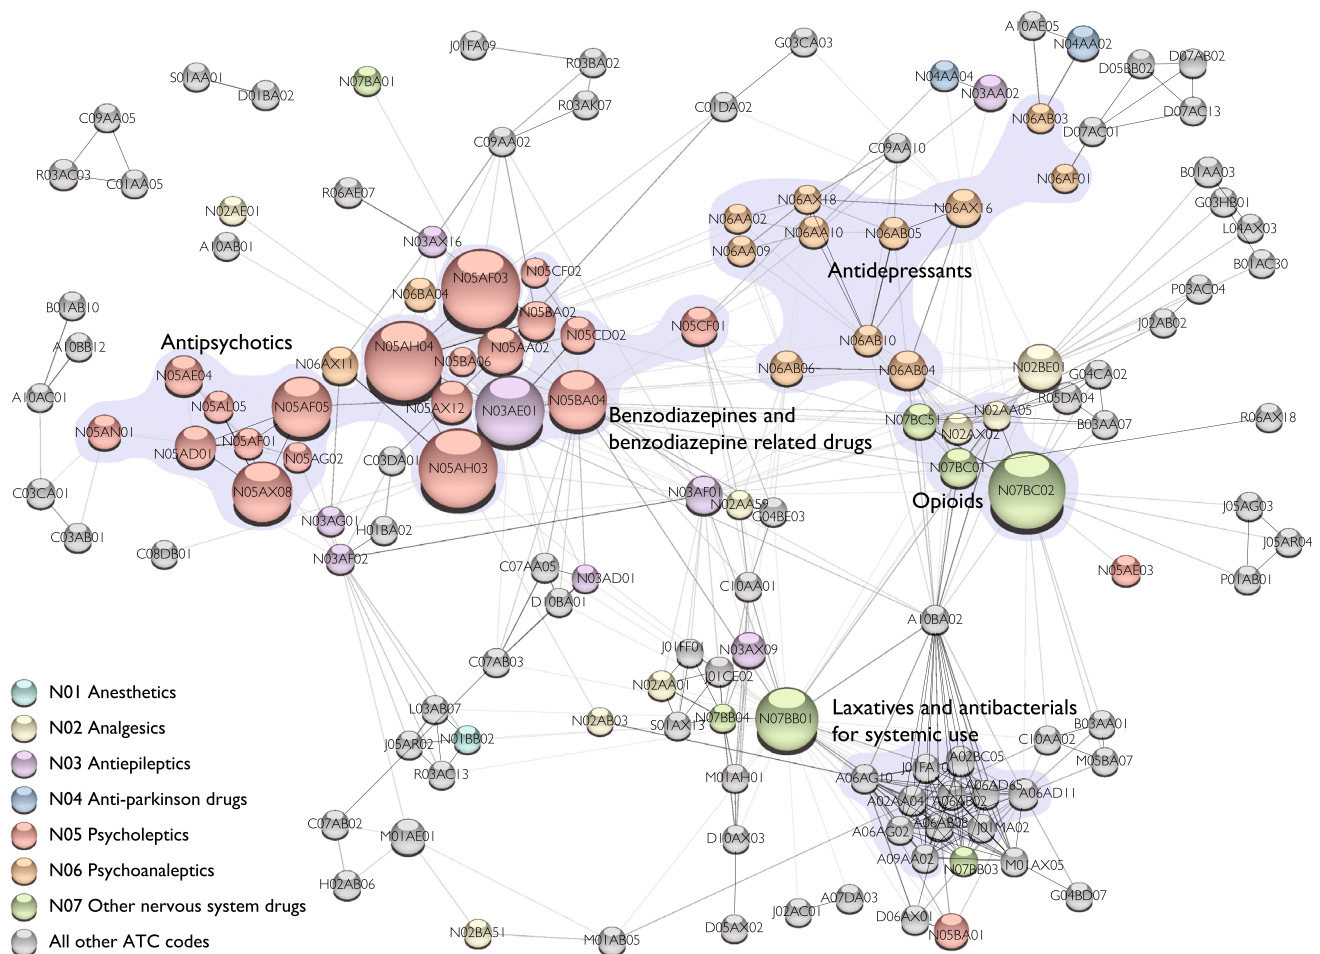 A10AE05
J01FA09
G03CA03
N04AA02
R03BA02
D07AB02
S01AA01
N07BA01
N04AA04
D05BB02
D01BA02
N03AA02
R03AK07
C01DA02
D07AC13
C09AA05
N06AB03
D07AC01
C09AA02
C09AA10
R03AC03
C01AA05
B01AA03
N06AF01
R06AE07
N06AX18
G03HB01
N06AX16
N02AE01
N06AA02
L04AX03
N06AA10
N06AB05
N03AX16
A10AB01
N06AA09
B01AC30
Antidepressants
N05AF03
N05CF02
P03AC04
N06BA04
B01AB10
N05BA02
N05CF01
J02AB02
N05CD02
Antipsychotics
N05AH04
N05AA02
A10BB12
N06AB10
N05BA06
N06AX11
N05AE04
N06AB06
N06AB04
N02BE01
G04CA02
A10AC01
N05AL05
N05AF05
N05AX12
N03AE01
N05BA04
Benzodiazepines and
benzodiazepine related drugs
R05DA04
N02AA05
N07BC51
B03AA07
R06AX18
N05AN01
N02AX02
N05AF01
N05AD01
N05AG02
C03DA01
N05AH03
N07BC01
N05AX08
N07BC02
C03CA01
N03AF01
N02AA59
Opioids
J05AG03
N03AG01
H01BA02
G04BE03
C03AB01
J05AR04
C08DB01
N03AF02
C07AA05
N03AD01
N05AE03
P01AB01
C10AA01
D10BA01
A10BA02
J01FF01
N03AX09
C07AB03
J01CE02
N02AA01
N01 Anesthetics
L03AB07
Laxatives and antibacterials
for systemic use
N02AB03
S01AX13
N07BB04
N07BB01
B03AA01
N02 Analgesics
J05AR02
N01BB02
C10AA02
A02BC05
M05BA07
N03 Antiepileptics
R03AC13
M01AH01
A06AG10
A06AD65
A06AD11
N04 Anti-parkinson drugs
A02AA04
A06AB02
C07AB02
M01AE01
A06AG02
A06AB08
J01MA02
N05 Psycholeptics
D10AX03
A09AA02
N07BB03
M01AX05
N06 Psychoanaleptics
H02AB06
A07DA03
G04BD07
N07 Other nervous system drugs
J02AC01
D06AX01
N02BA51
D05AX02
N05BA01
All other ATC codes
M01AB05